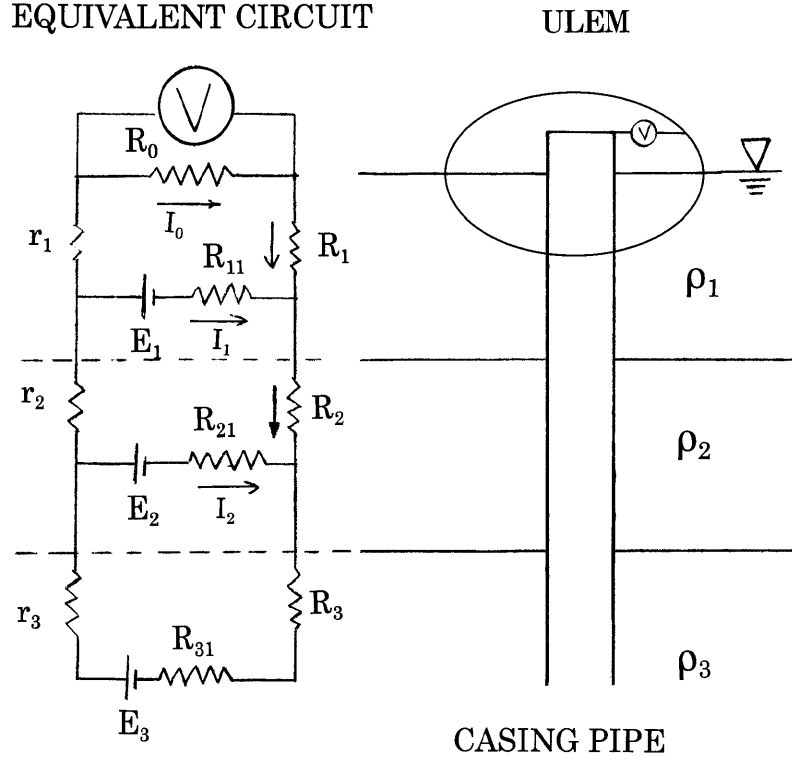 EQUIVALENT CIRCUIT
ULEM
V
R₀
V
I₀
r₁
R₁
R₁₁
ρ₁
E₁
I₁
r₂
R₂
R₂₁
ρ₂
E₂
I₂
r₃
R₃
R₃₁
ρ₃
E₃
CASING PIPE